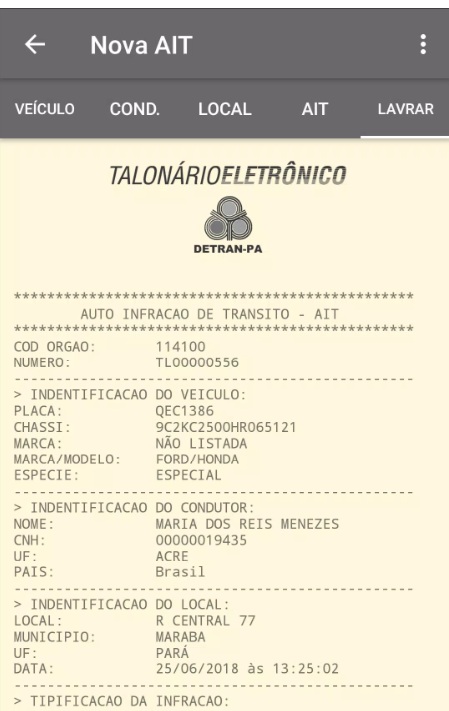 Nova AIT
VEÍCULO COND. LOCAL AIT LAVRAR
TALONÁRIOELETRÔNICO
DETRAN-PA
************************************************
AUTO INFRACAO DE TRANSITO - AIT
************************************************
COD ORGAO: 114100
NUMERO: TL00000556
------------------------------------------------
> INDENTIFICACAO DO VEICULO:
PLACA: QEC1386
CHASSI: 9C2KC2500HR065121
MARCA: NÃO LISTADA
MARCA/MODELO: FORD/HONDA
ESPECIE: ESPECIAL
------------------------------------------------
> INDENTIFICACAO DO CONDUTOR:
NOME: MARIA DOS REIS MENEZES
CNH: 00000019435
UF: ACRE
PAIS: Brasil
------------------------------------------------
> INDENTIFICACAO DO LOCAL:
LOCAL: R CENTRAL 77
MUNICIPIO: MARABA
UF: PARÁ
DATA: 25/06/2018 às 13:25:02
------------------------------------------------
> TIPIFICACAO DA INFRACAO: